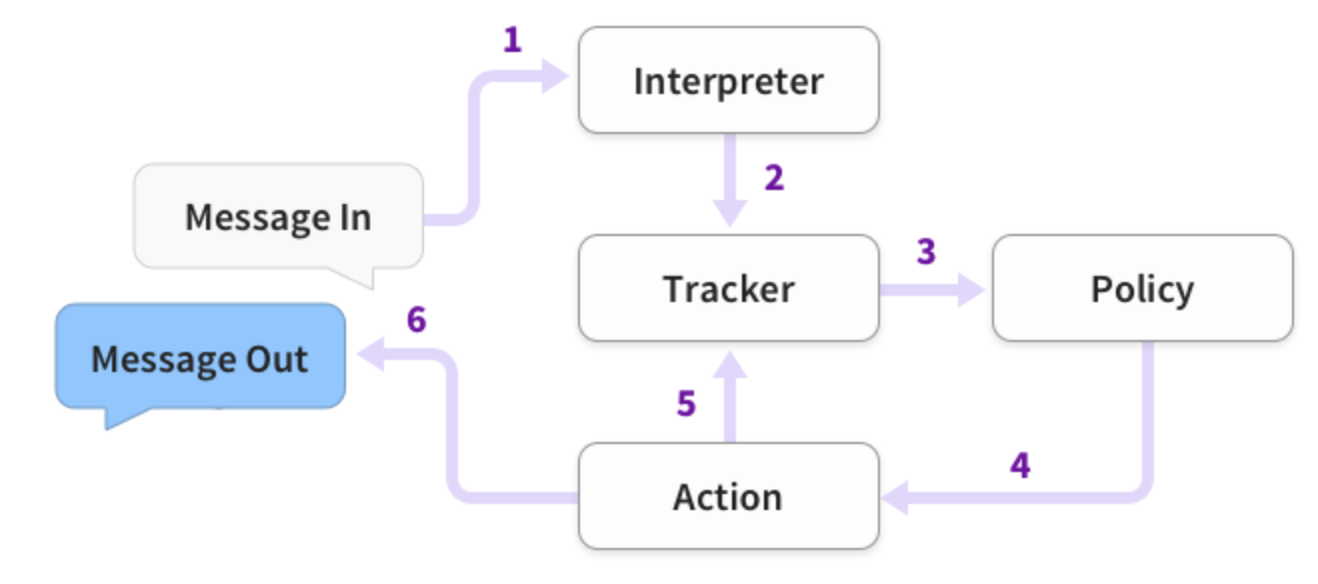 1
Interpreter
2
Message In
3
Tracker
Policy
6
Message Out
5
4
Action